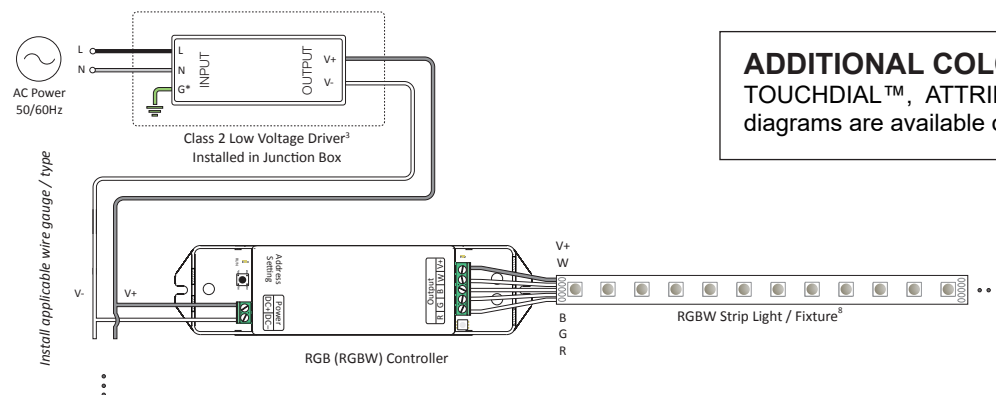 AC Power
50/60Hz
L
N
L
N
G*
INPUT
OUTPUT
V+
V-
Class 2 Low Voltage Driver³
Installed in Junction Box
ADDITIONAL COL
TOUCHDIAL™, ATTRI
diagrams are available
Install applicable wire gauge / type
V-
V+
Address
Setting
Power
DC+|DC-
Output
R | G | B | W | V+
RGB (RGBW) Controller
V+
W
B
G
R
RGBW Strip Light / Fixture⁸